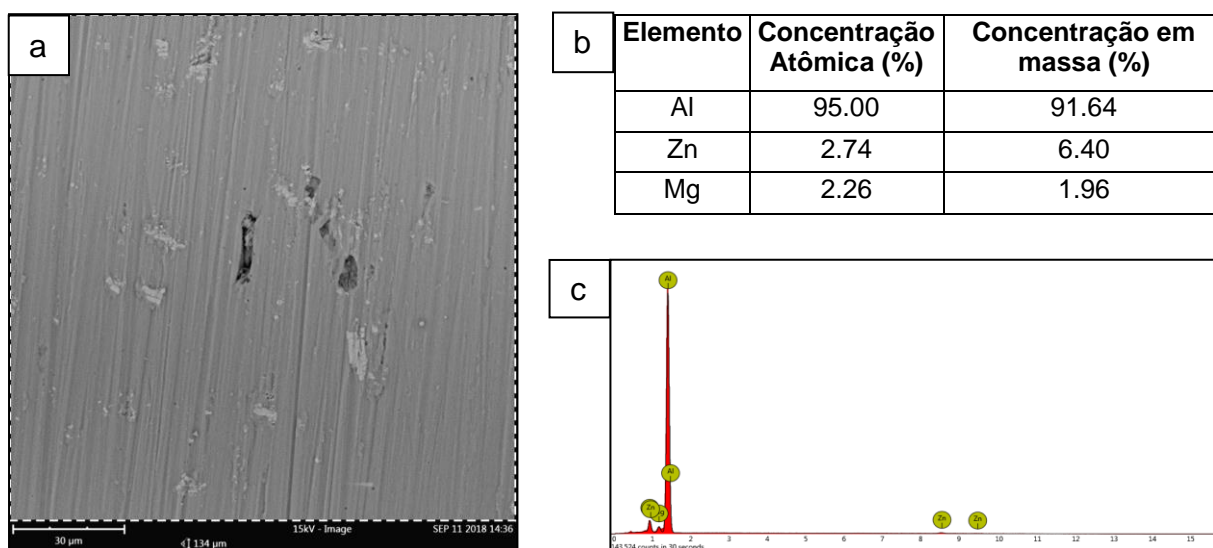 a
30 µm
134 µm
15kV - Image
SEP 11 2018 14:36
b
Elemento Concentração Atômica (%) Concentração em massa (%)
Al 95.00 91.64
Zn 2.74 6.40
Mg 2.26 1.96
c
Al
Al
Zn
Mg
Zn
Zn
0 1 2 3 4 5 6 7 8 9 10 11 12 13 14 15
143.524 counts in 30 seconds